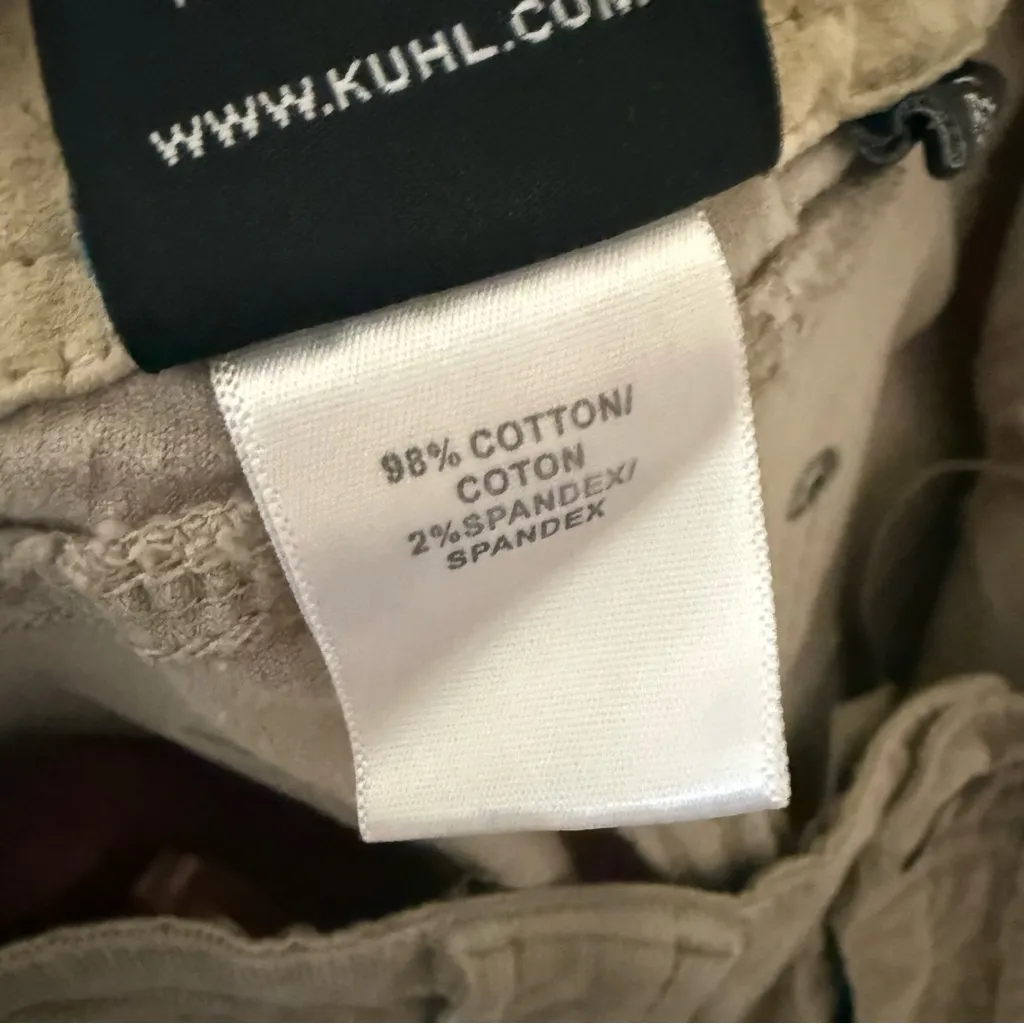 WWW.KUHL.COM
98% COTTON/
COTON
2%SPANDEX/
SPANDEX